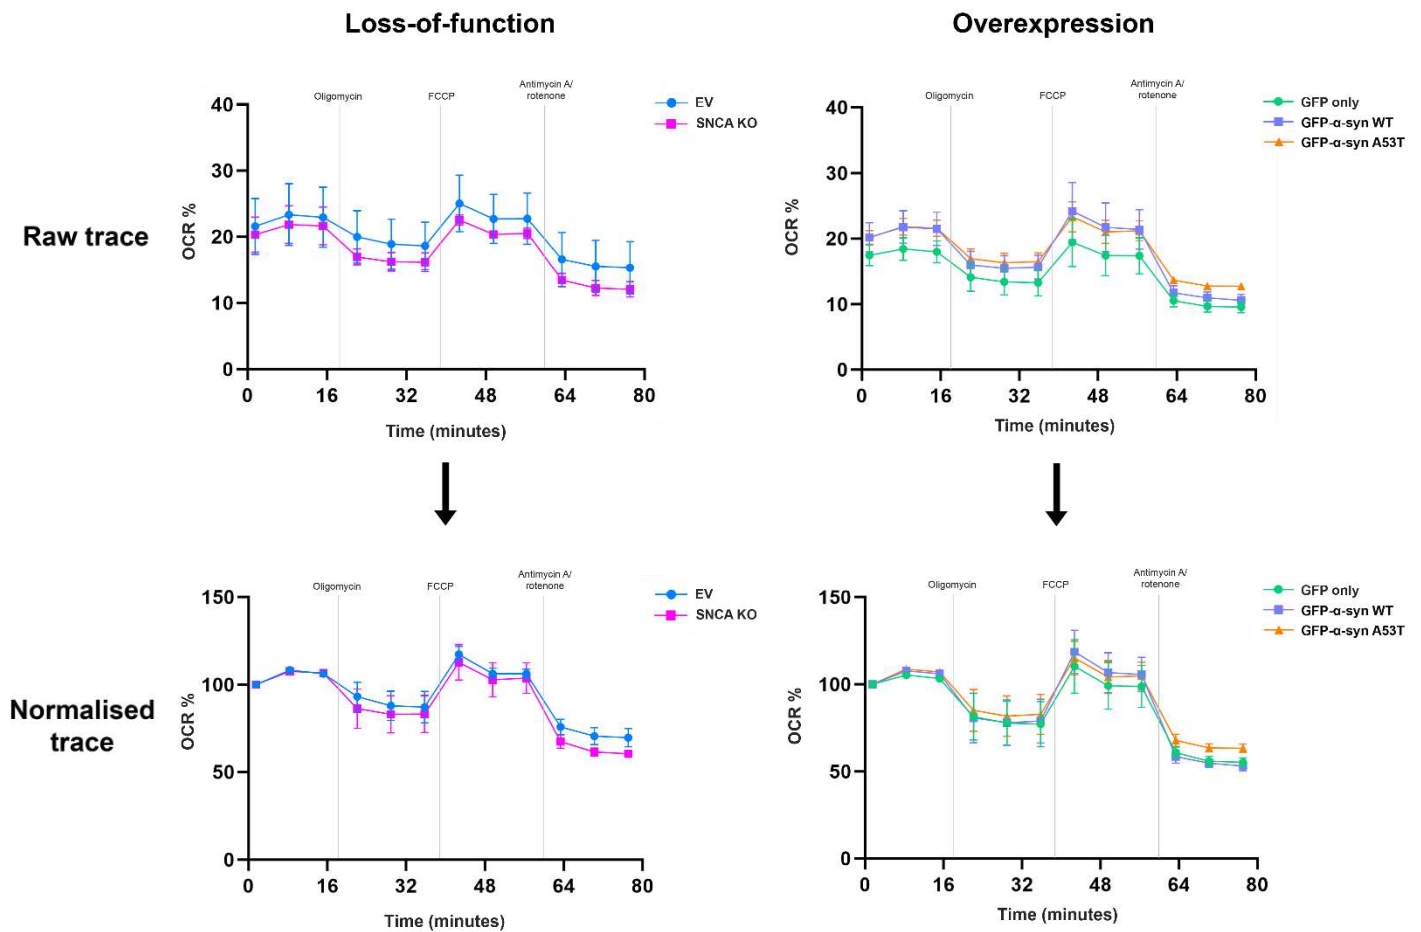 Loss-of-function
Overexpression
Raw trace
Oligomycin
FCCP
Antimycin A/
rotenone
EV
SNCA KO
40
30
20
10
0
OCR %
0 16 32 48 64 80
Time (minutes)
Oligomycin
FCCP
Antimycin A/
rotenone
GFP only
GFP-α-syn WT
GFP-α-syn A53T
40
30
20
10
0
OCR %
0 16 32 48 64 80
Time (minutes)
Normalised
trace
Oligomycin
FCCP
Antimycin A/
rotenone
EV
SNCA KO
150
100
50
0
OCR %
0 16 32 48 64 80
Time (minutes)
Oligomycin
FCCP
Antimycin A/
rotenone
GFP only
GFP-α-syn WT
GFP-α-syn A53T
150
100
50
0
OCR %
0 16 32 48 64 80
Time (minutes)